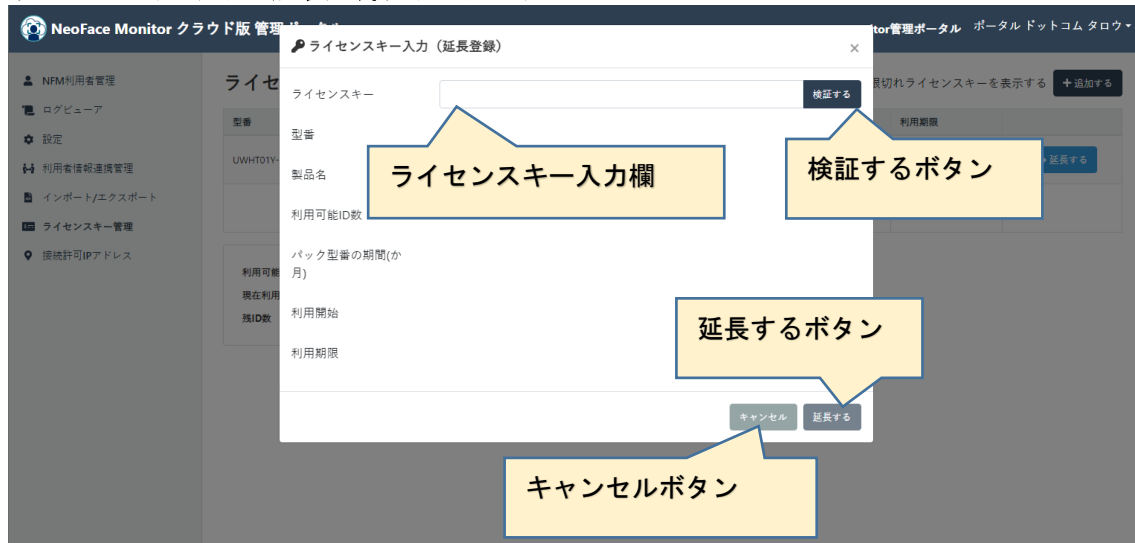 NeoFace Monitor クラウド版 管理
tor管理ポータル
ポータル ドットコム タロウ
ライセンスキー入力（延長登録）
×
NFM利用者管理
ログビューア
設定
利用者情報連携管理
インポート/エクスポート
ライセンスキー管理
接続許可IPアドレス
ライセ
限切れライセンスキーを表示する
+追加する
型番
利用期限
UWHT01Y-
延長する
ライセンスキー
検証する
型番
製品名
利用可能ID数
パック型番の期間(か
月)
利用開始
利用期限
利用可能
現在利用
残ID数
キャンセル
延長する
ライセンスキー入力欄
検証するボタン
延長するボタン
キャンセルボタン